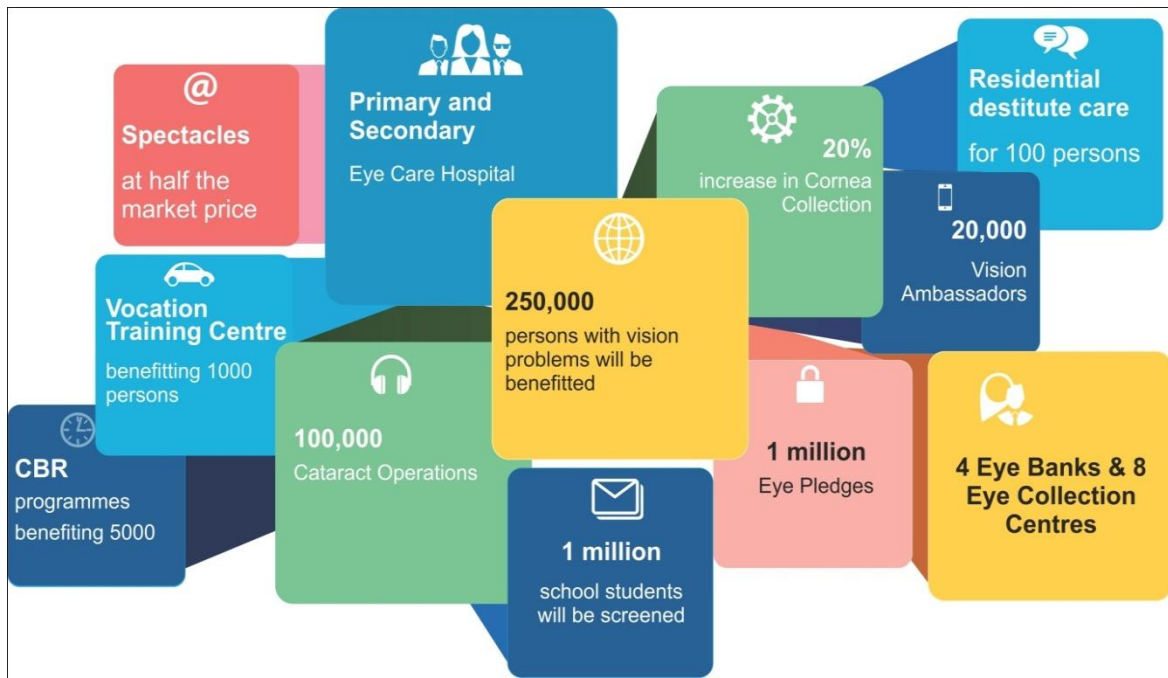 @
Spectacles
at half the
market price
Primary and
Secondary
Eye Care Hospital
20%
increase in Cornea
Collection
Residential
destitute care
for 100 persons
20,000
Vision
Ambassadors
Vocation
Training Centre
benefitting 1000
persons
250,000
persons with vision
problems will be
benefitted
CBR
programmes
benefiting 5000
100,000
Cataract Operations
1 million
school students
will be screened
1 million
Eye Pledges
4 Eye Banks & 8
Eye Collection
Centres